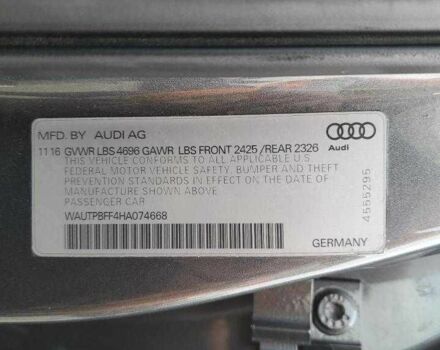 MFD. BY AUDI AG
Audi
11 16 GVWR LBS 4696 GAWR LBS FRONT 2425 /REAR 2326
THIS VEHICLE CONFORMS TO ALL APPLICABLE U.S
FEDERAL MOTOR VEHICLE SAFETY, BUMPER AND THEFT
PREVENTION STANDARDS IN EFFECT ON THE DATE OF
MANUFACTURE SHOWN ABOVE
PASSENGER CAR
WAUTPBFF4HA074668
GERMANY
4555295